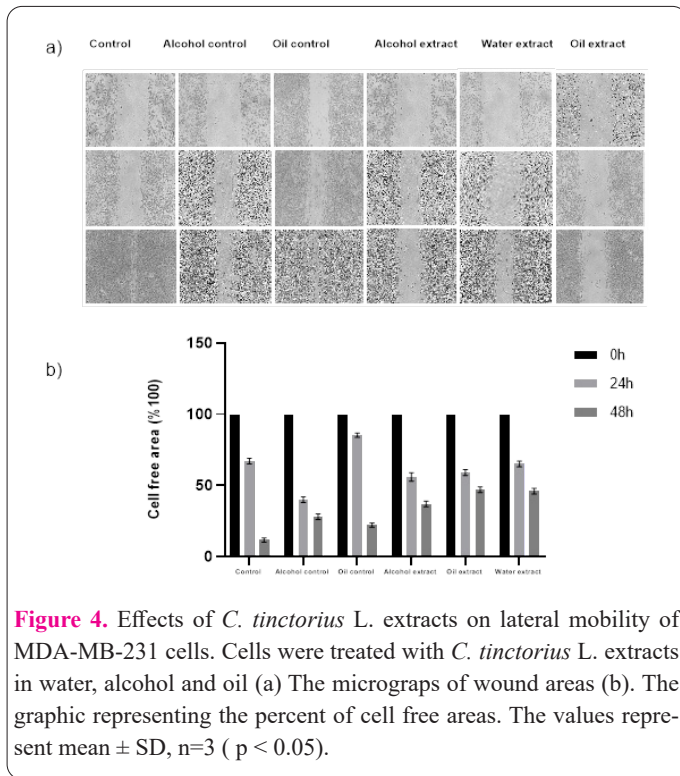 a)
Control Alcohol control Oil control Alcohol extract Water extract Oil extract
b)
Cell free area (%100)
150
100
50
0
0h
24h
48h
Control Alcohol control Oil control Alcohol extract Oil extract Water extract
Figure 4. Effects of C. tinctorius L. extracts on lateral mobility of
MDA-MB-231 cells. Cells were treated with C. tinctorius L. extracts
in water, alcohol and oil (a) The micrograps of wound areas (b). The
graphic representing the percent of cell free areas. The values repre-
sent mean ± SD, n=3 ( p < 0.05).